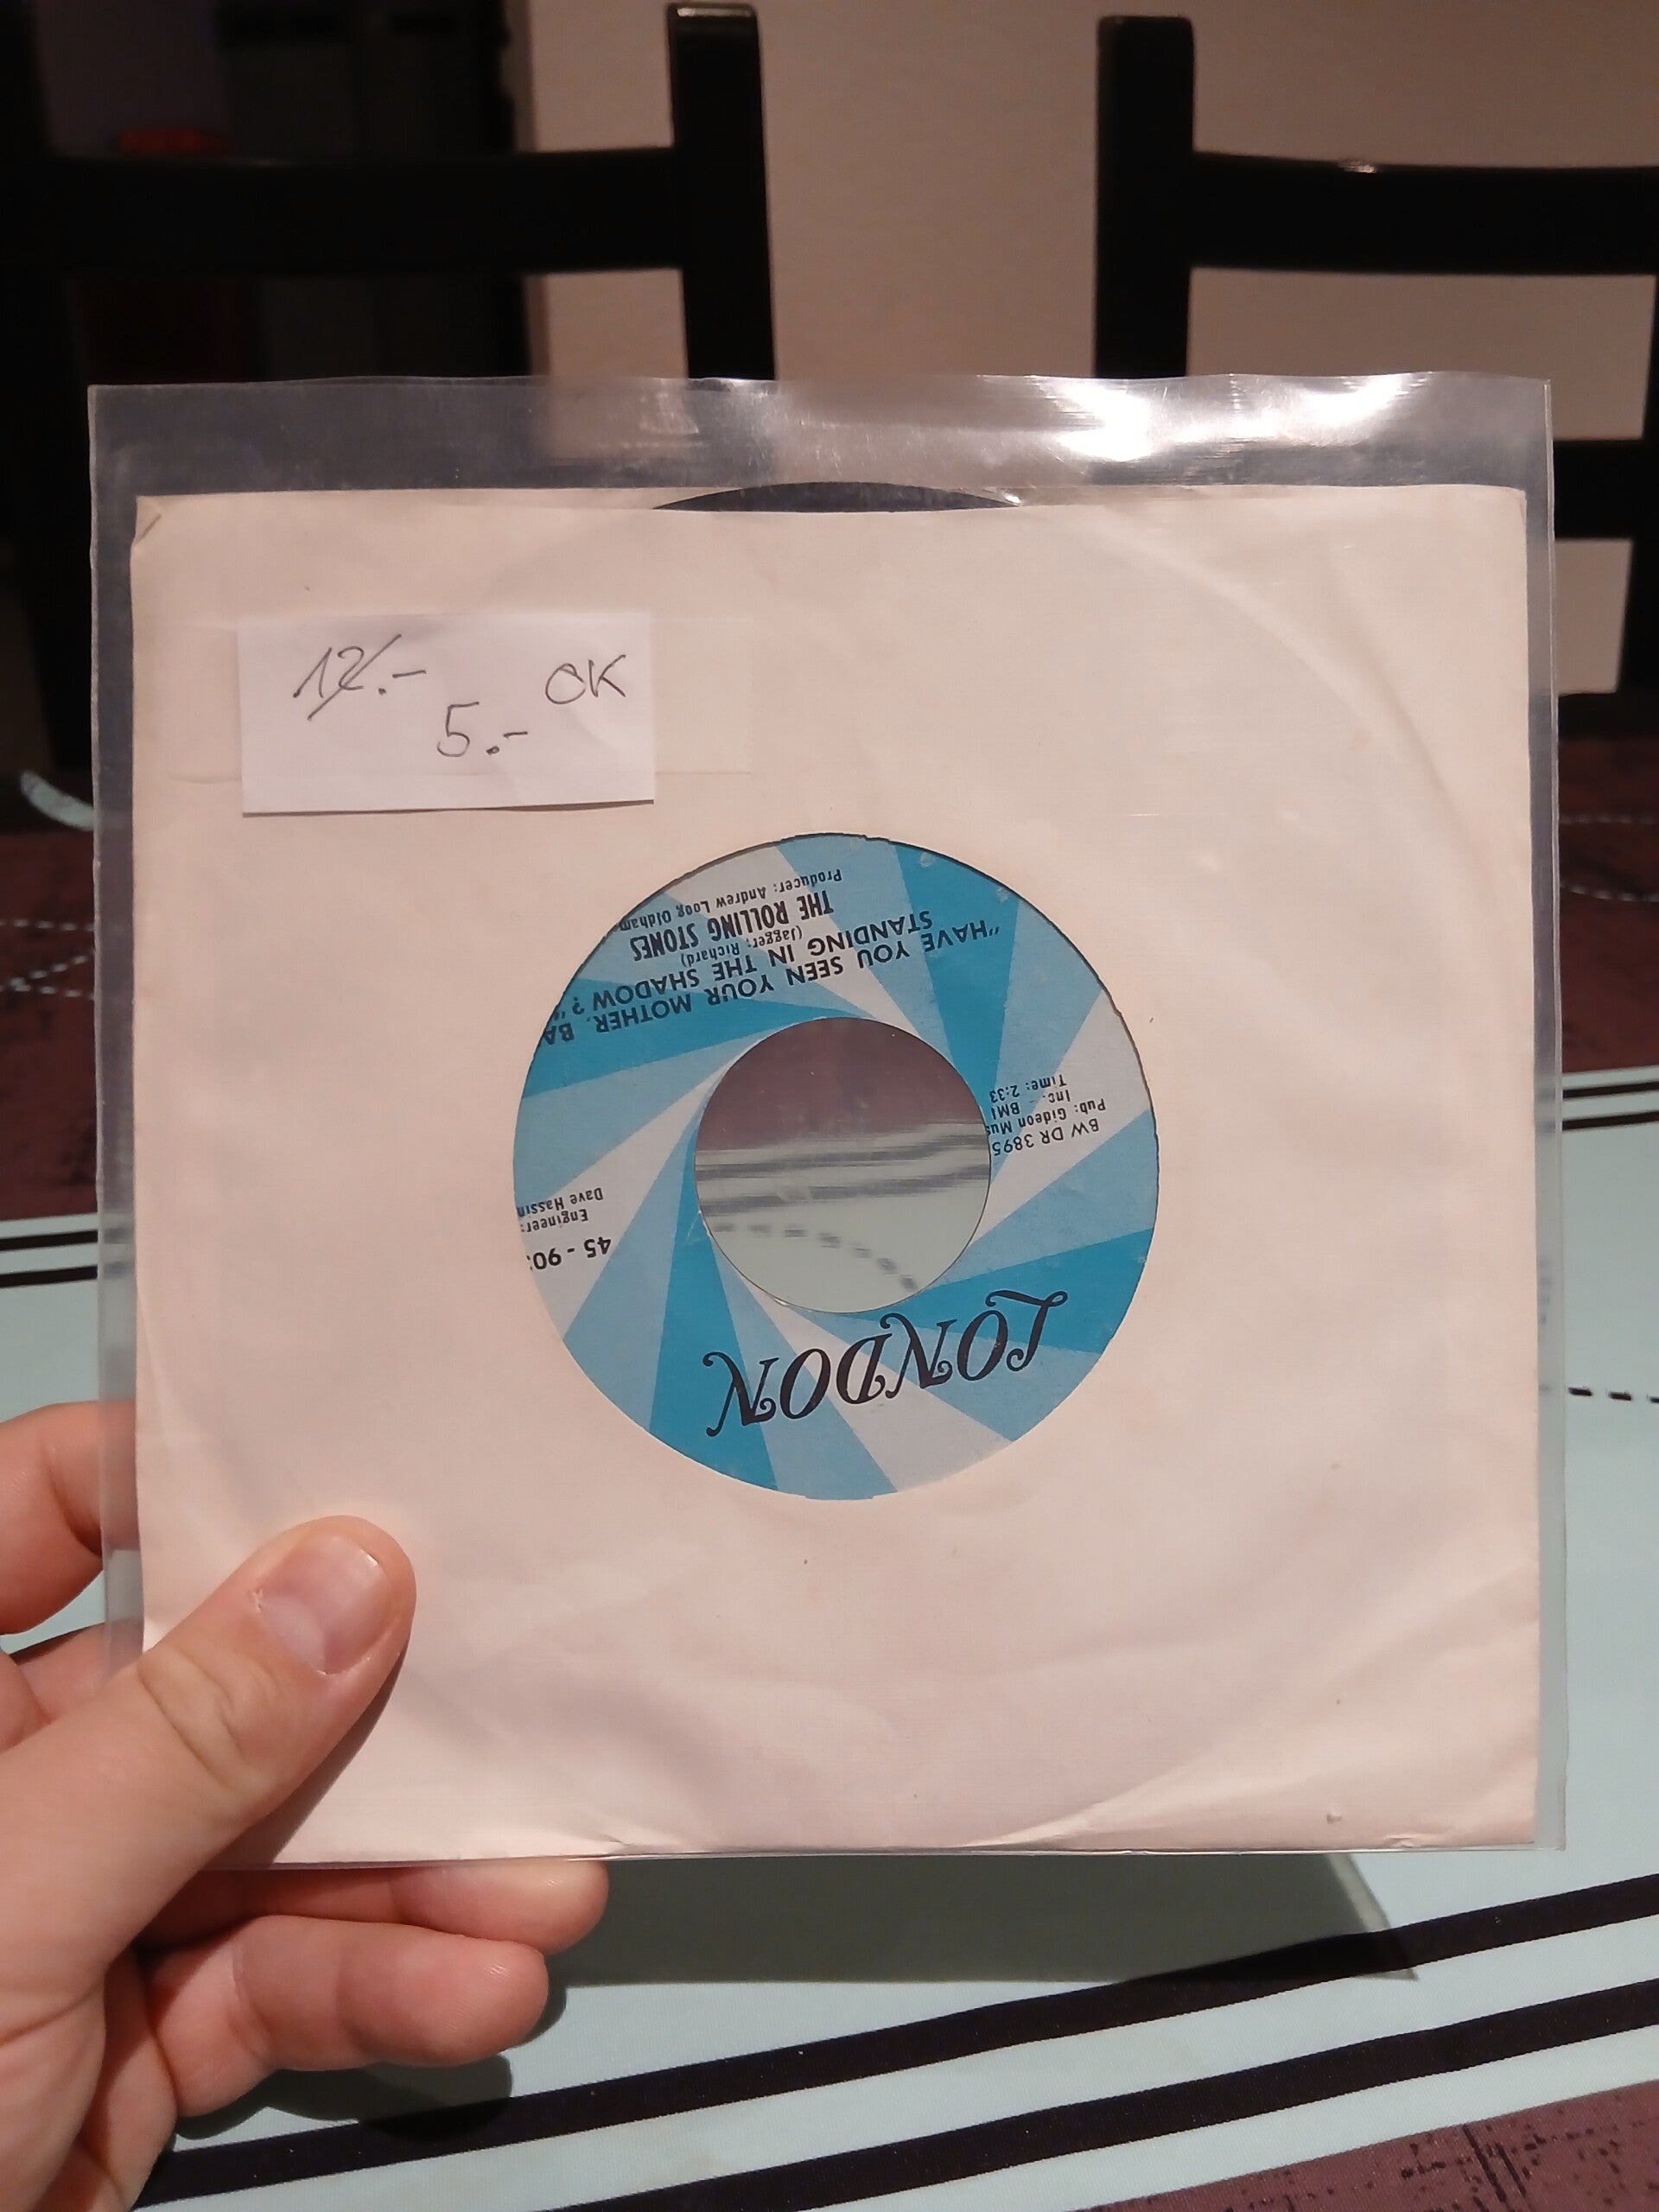 12.-
5.-
OK
LONDON
45 - 90
Engineer:
Dave Hassin
BW DR 3895
Pub: Gideon Mus
Inc. - BMI
Time: 2:33
"HAVE YOU SEEN YOUR MOTHER, BA
STANDING IN THE SHADOW ?"
(Jagger; Richard)
THE ROLLING STONES
Producer: Andrew Loog Oldham